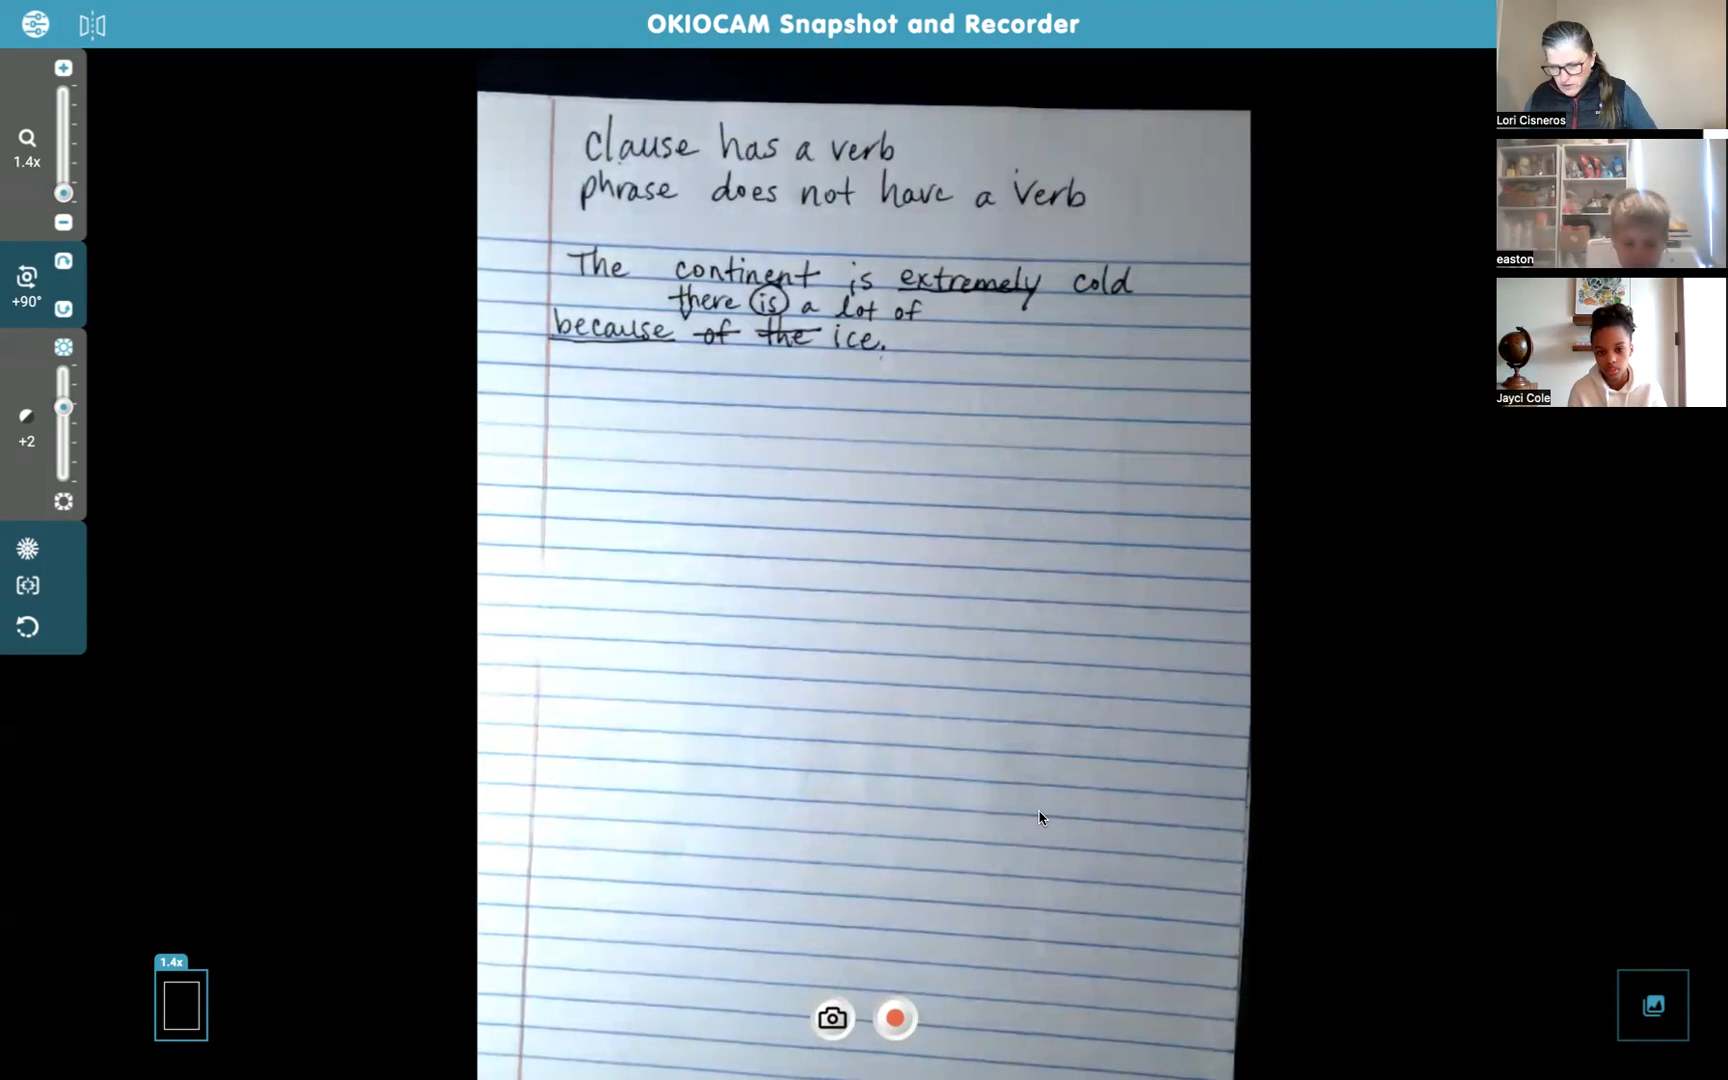 OKIOCAM Snapshot and Recorder
1.4x
+90°
+2
clause has a verb
phrase does not have a verb
The continent is extremely cold
there is a lot of
because of the ice.
Lori Cisneros
easton
Jayci Cole
1.4x